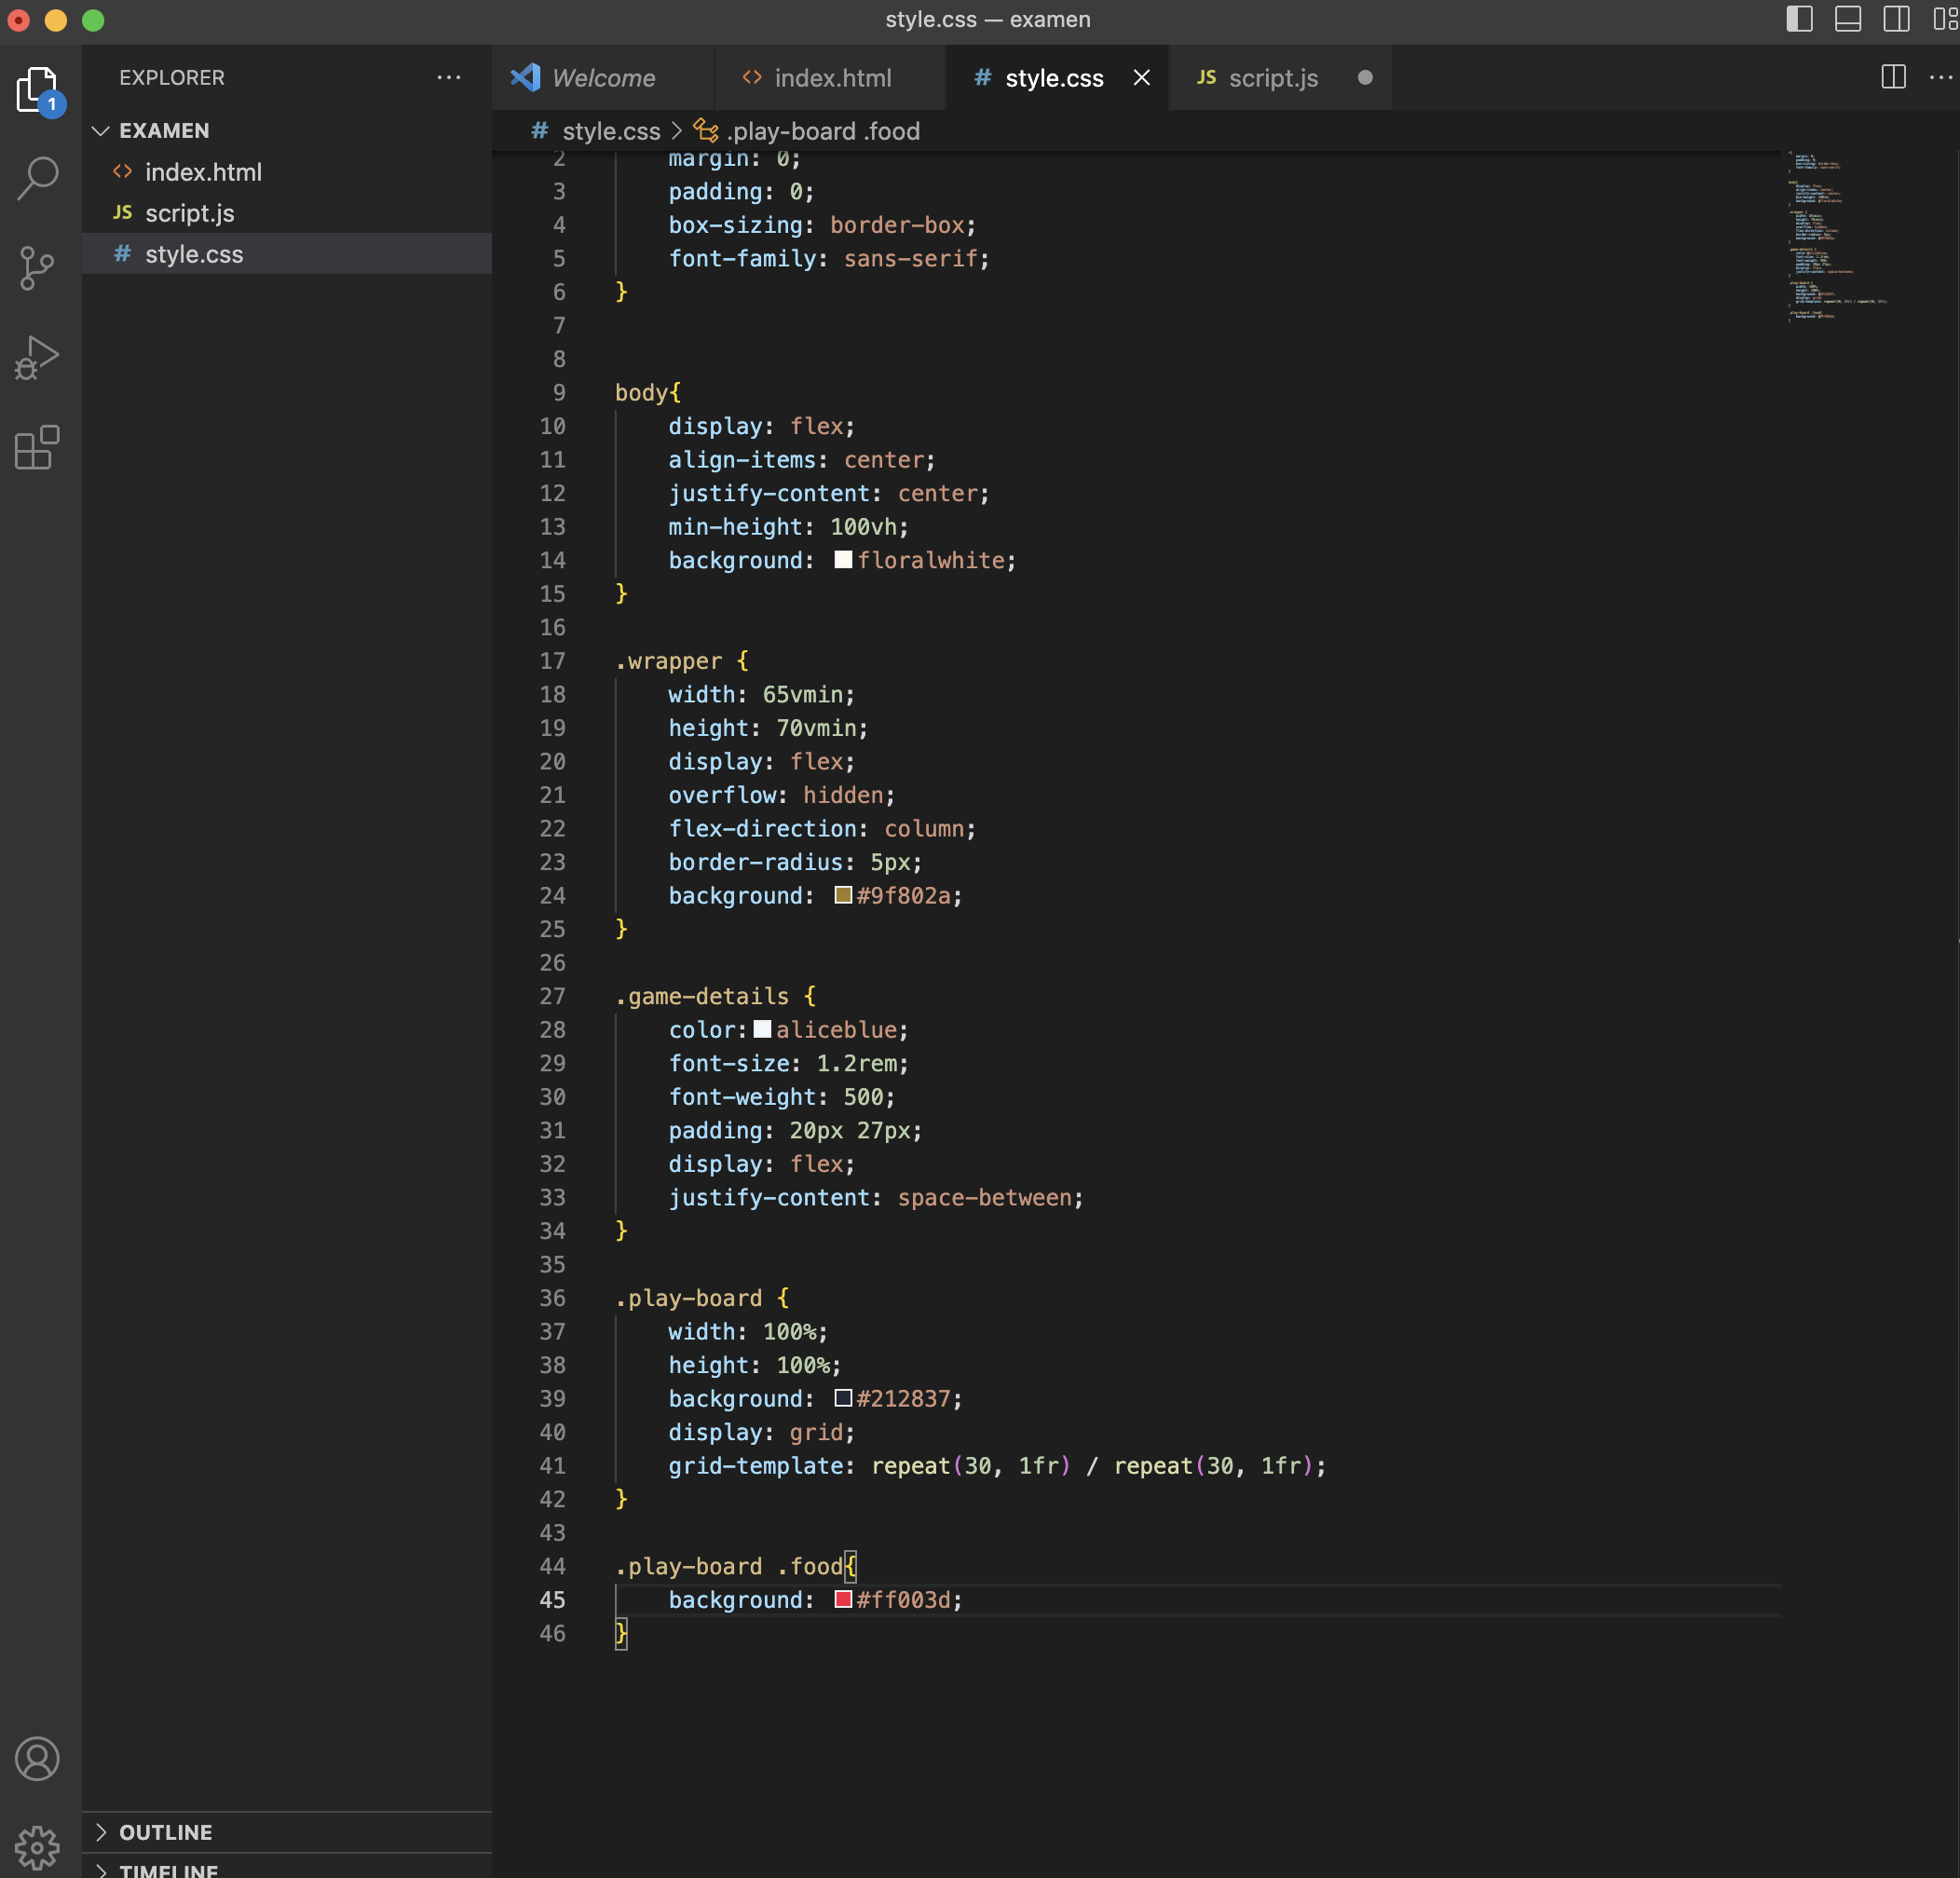 style.css — examen
EXPLORER
Welcome
index.html
# style.css
JS script.js
1
EXAMEN
index.html
JS script.js
# style.css
# style.css > .play-board .food
2 margin: 0;
3 padding: 0;
4 box-sizing: border-box;
5 font-family: sans-serif;
6 }
7
8
9 body{
10 display: flex;
11 align-items: center;
12 justify-content: center;
13 min-height: 100vh;
14 background: floralwhite;
15 }
16
17 .wrapper {
18 width: 65vmin;
19 height: 70vmin;
20 display: flex;
21 overflow: hidden;
22 flex-direction: column;
23 border-radius: 5px;
24 background: #9f802a;
25 }
26
27 .game-details {
28 color: aliceblue;
29 font-size: 1.2rem;
30 font-weight: 500;
31 padding: 20px 27px;
32 display: flex;
33 justify-content: space-between;
34 }
35
36 .play-board {
37 width: 100%;
38 height: 100%;
39 background: #212837;
40 display: grid;
41 grid-template: repeat(30, 1fr) / repeat(30, 1fr);
42 }
43
44 .play-board .food{
45 background: #ff003d;
46 }
OUTLINE
TIMELINE